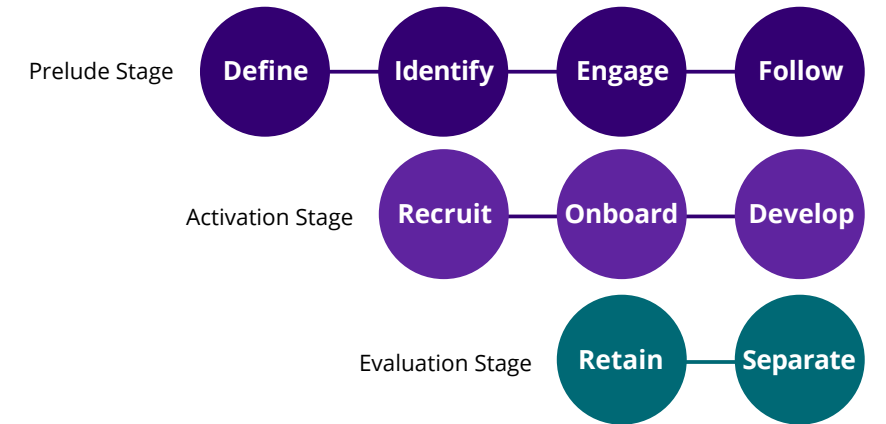 Prelude Stage Define Identify Engage Follow
Activation Stage Recruit Onboard Develop
Evaluation Stage Retain Separate